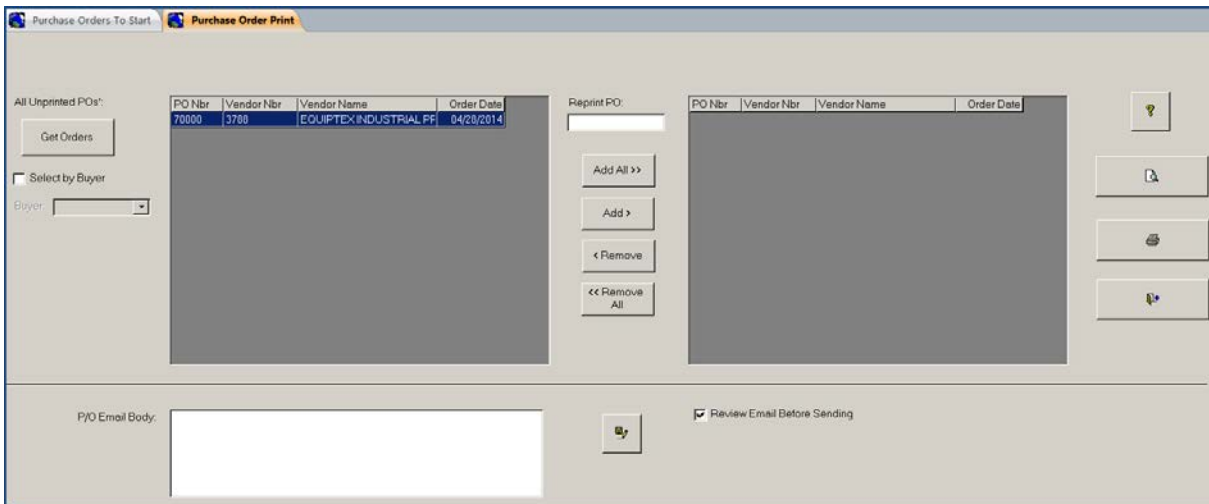 Purchase Orders To Start
Purchase Order Print
All Unprinted POs':
Get Orders
Select by Buyer
Buyer
PO Nbr Vendor Nbr Vendor Name Order Date
70000 3788 EQUIPTEX INDUSTRIAL PF 04/28/2014
Reprint PO:
Add All >>
Add >
< Remove
<< Remove
All
PO Nbr Vendor Nbr Vendor Name Order Date
?
P/O Email Body:
Review Email Before Sending